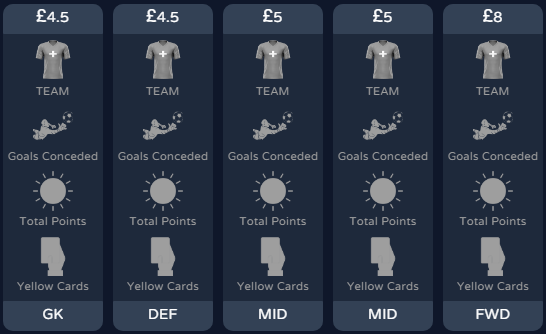 £4.5 £4.5 £5 £5 £8
TEAM TEAM TEAM TEAM TEAM
Goals Conceded Goals Conceded Goals Conceded Goals Conceded Goals Conceded
Total Points Total Points Total Points Total Points Total Points
Yellow Cards Yellow Cards Yellow Cards Yellow Cards Yellow Cards
GK DEF MID MID FWD